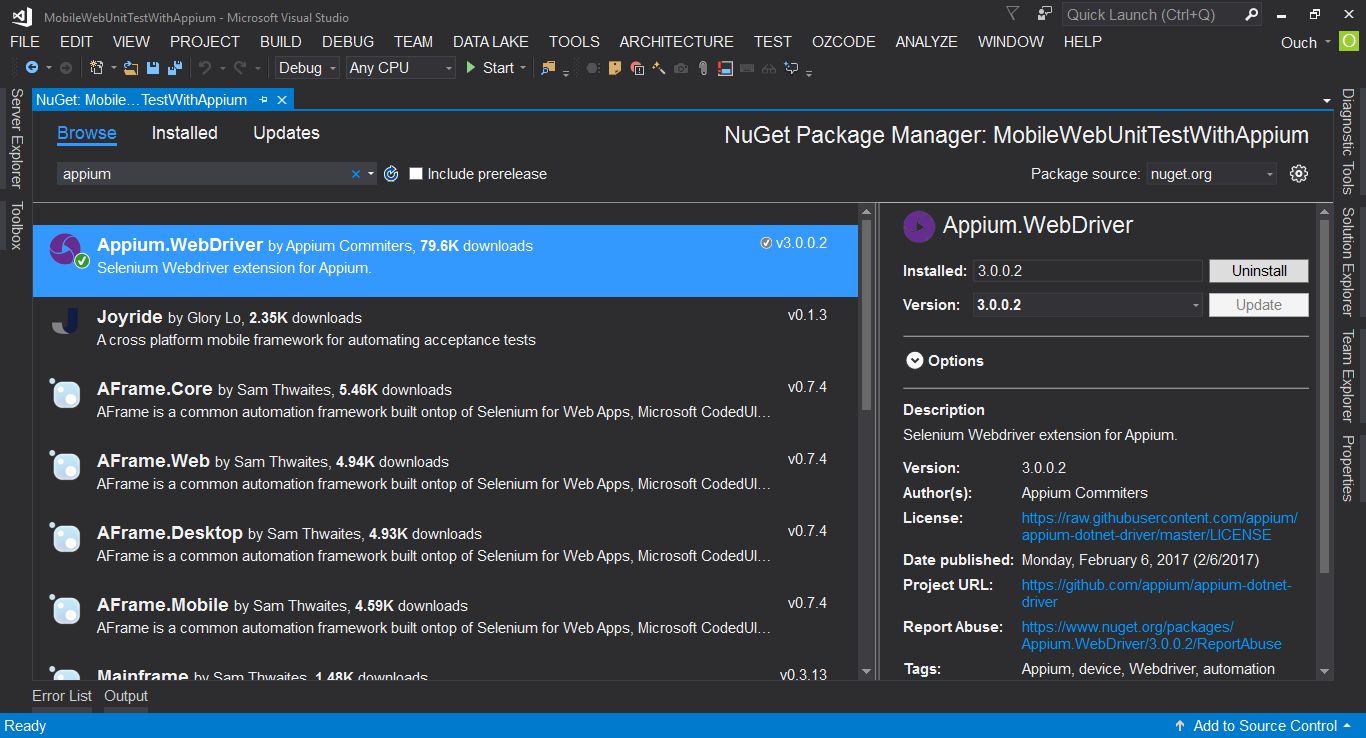 MobileWebUnitTestWithAppium - Microsoft Visual Studio
Quick Launch (Ctrl+Q)
FILE EDIT VIEW PROJECT BUILD DEBUG TEAM DATA LAKE TOOLS ARCHITECTURE TEST OZCODE ANALYZE WINDOW HELP
Ouch O
Debug Any CPU Start
Server Explorer
Toolbox
NuGet: Mobile...TestWithAppium
Browse Installed Updates
NuGet Package Manager: MobileWebUnitTestWithAppium
appium
Include prerelease
Package source: nuget.org
Appium.WebDriver by Appium Commiters, 79.6K downloads v3.0.0.2
Selenium Webdriver extension for Appium.
Joyride by Glory Lo, 2.35K downloads v0.1.3
A cross platform mobile framework for automating acceptance tests
AFrame.Core by Sam Thwaites, 5.46K downloads v0.7.4
AFrame is a common automation framework built ontop of Selenium for Web Apps, Microsoft CodedUI...
AFrame.Web by Sam Thwaites, 4.94K downloads v0.7.4
AFrame is a common automation framework built ontop of Selenium for Web Apps, Microsoft CodedUI...
AFrame.Desktop by Sam Thwaites, 4.93K downloads v0.7.4
AFrame is a common automation framework built ontop of Selenium for Web Apps, Microsoft CodedUI...
AFrame.Mobile by Sam Thwaites, 4.59K downloads v0.7.4
AFrame is a common automation framework built ontop of Selenium for Web Apps, Microsoft CodedUI...
Mainframe by Sam Thwaites, 1.48K downloads v0.3.13
Appium.WebDriver
Installed: 3.0.0.2 Uninstall
Version: 3.0.0.2 Update
Options
Description
Selenium Webdriver extension for Appium.
Version: 3.0.0.2
Author(s): Appium Commiters
License: https://raw.githubusercontent.com/appium/
appium-dotnet-driver/master/LICENSE
Date published: Monday, February 6, 2017 (2/6/2017)
Project URL: https://github.com/appium/appium-dotnet-
driver
Report Abuse: https://www.nuget.org/packages/
Appium.WebDriver/3.0.0.2/ReportAbuse
Tags: Appium, device, Webdriver, automation
Diagnostic Tools
Solution Explorer
Team Explorer
Properties
Error List Output
Ready
Add to Source Control